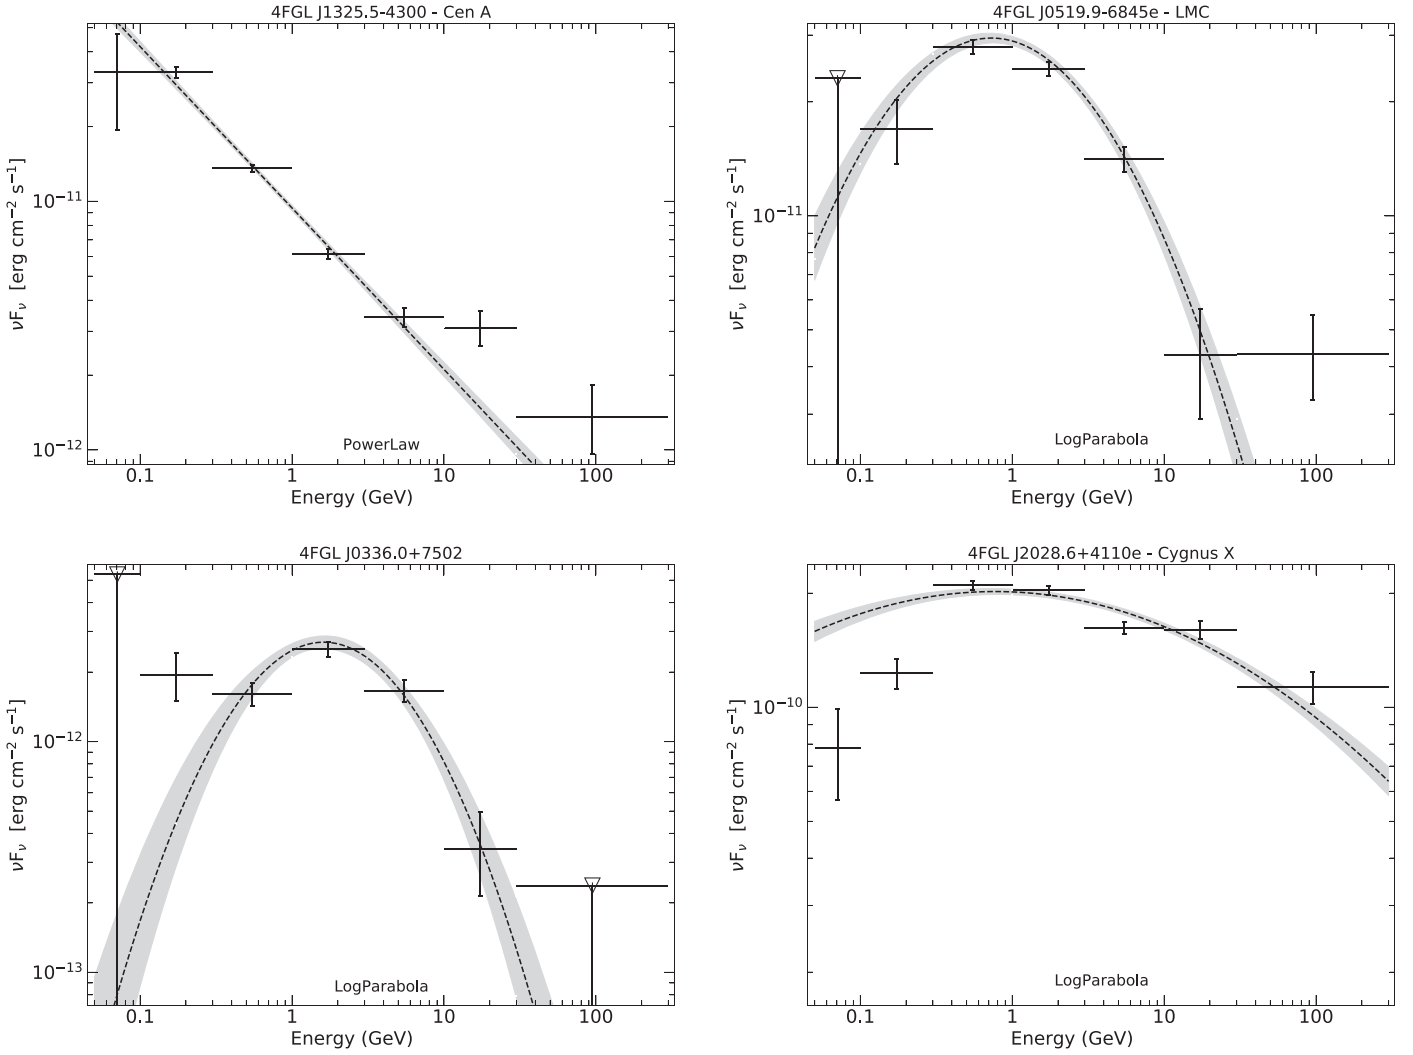 4FGL J1325.5-4300 - Cen A
νFν [erg cm−2 s−1]
10−11
10−12
PowerLaw
0.1 1 10 100
Energy (GeV)
4FGL J0519.9-6845e - LMC
νFν [erg cm−2 s−1]
10−11
LogParabola
0.1 1 10 100
Energy (GeV)
4FGL J0336.0+7502
νFν [erg cm−2 s−1]
10−12
10−13
LogParabola
0.1 1 10 100
Energy (GeV)
4FGL J2028.6+4110e - Cygnus X
νFν [erg cm−2 s−1]
10−10
LogParabola
0.1 1 10 100
Energy (GeV)